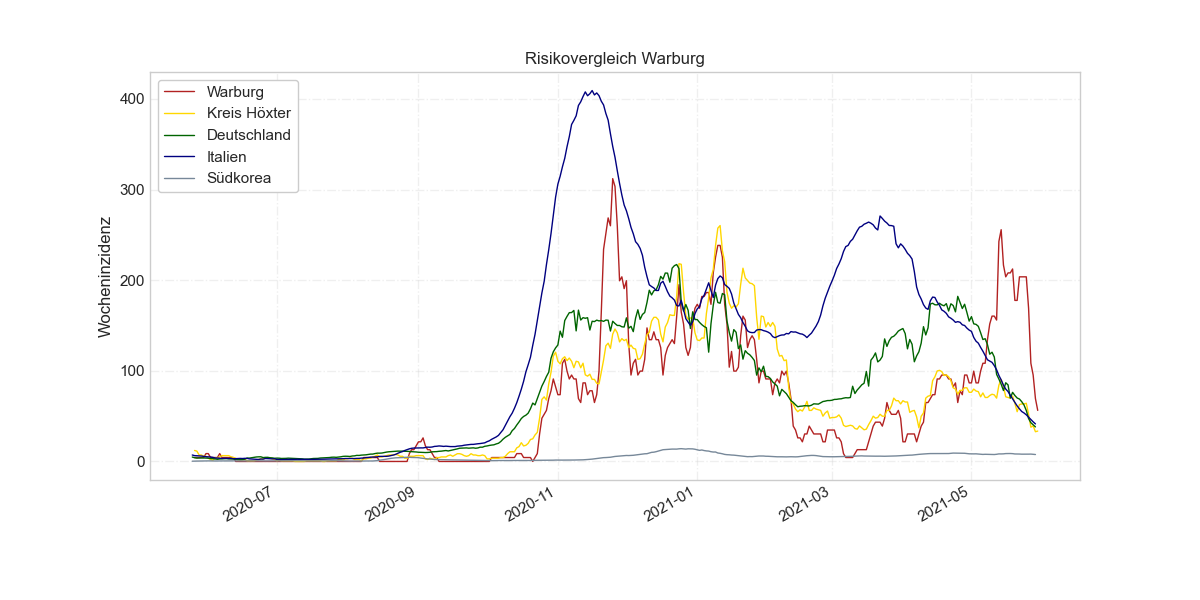 Risikovergleich Warburg
Wocheninzidenz
400
300
200
100
0
Warburg
Kreis Höxter
Deutschland
Italien
Südkorea
2020-07
2020-09
2020-11
2021-01
2021-03
2021-05